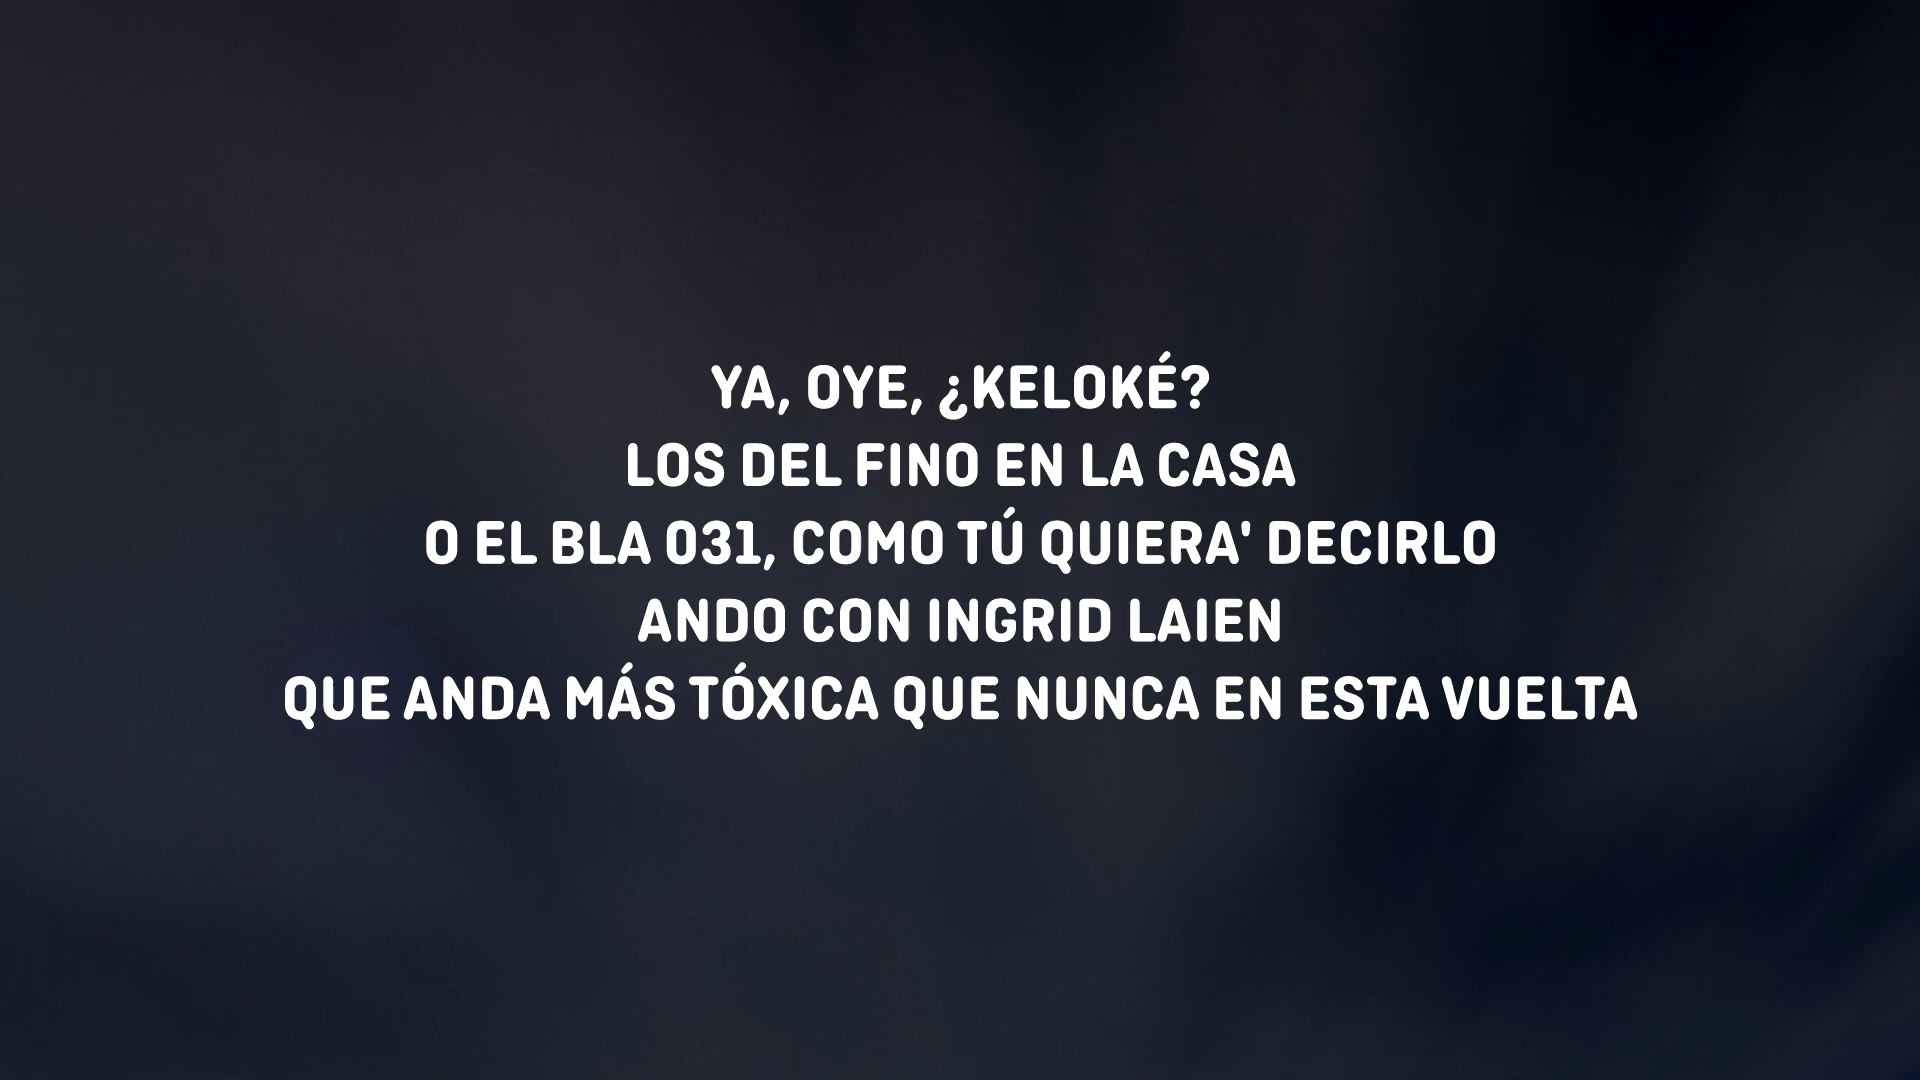 YA, OYE, ¿KELOKÉ?
LOS DEL FINO EN LA CASA
O EL BLA 031, COMO TÚ QUIERA' DECIRLO
ANDO CON INGRID LAIEN
QUE ANDA MÁS TÓXICA QUE NUNCA EN ESTA VUELTA